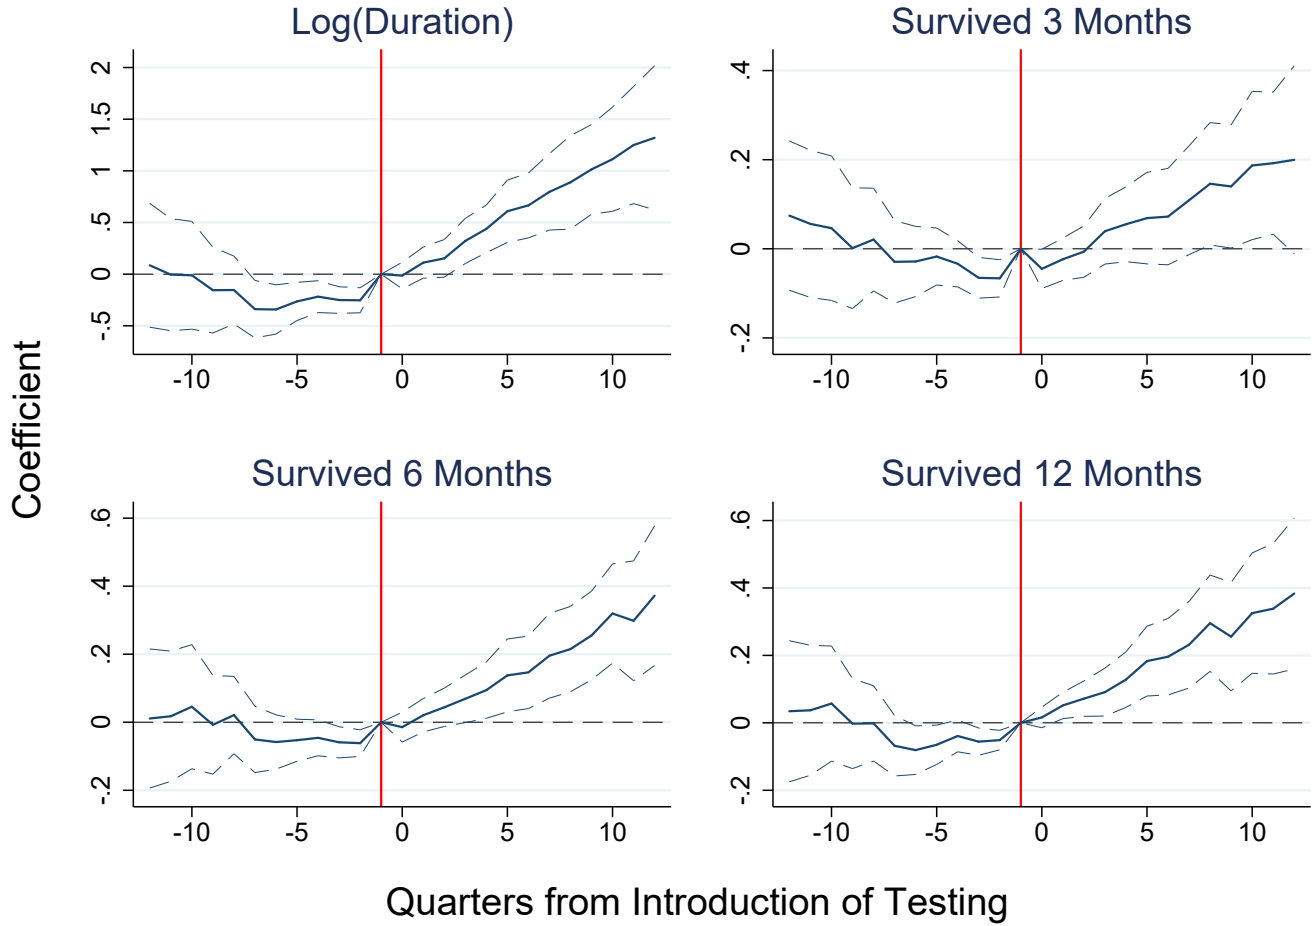 Log(Duration)
Survived 3 Months
2
1.5
1
.5
0
-.5
-10 -5 0 5 10
.4
.2
0
-.2
-10 -5 0 5 10
Coefficient
Survived 6 Months
Survived 12 Months
.6
.4
.2
0
-.2
-10 -5 0 5 10
.6
.4
.2
0
-.2
-10 -5 0 5 10
Quarters from Introduction of Testing